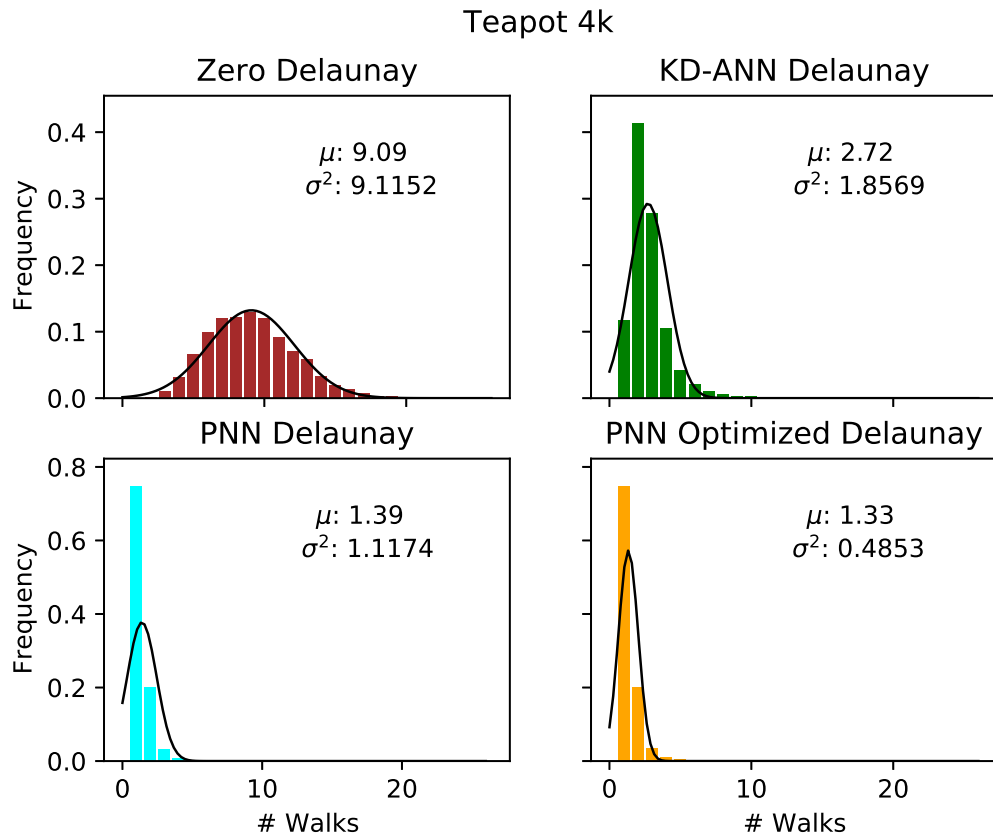 Teapot 4k
Zero Delaunay
KD-ANN Delaunay
Frequency
0.4
0.3
0.2
0.1
0.0
μ: 9.09
σ²: 9.1152
μ: 2.72
σ²: 1.8569
PNN Delaunay
PNN Optimized Delaunay
Frequency
0.8
0.6
0.4
0.2
0.0
μ: 1.39
σ²: 1.1174
μ: 1.33
σ²: 0.4853
0 10 20
0 10 20
# Walks
# Walks